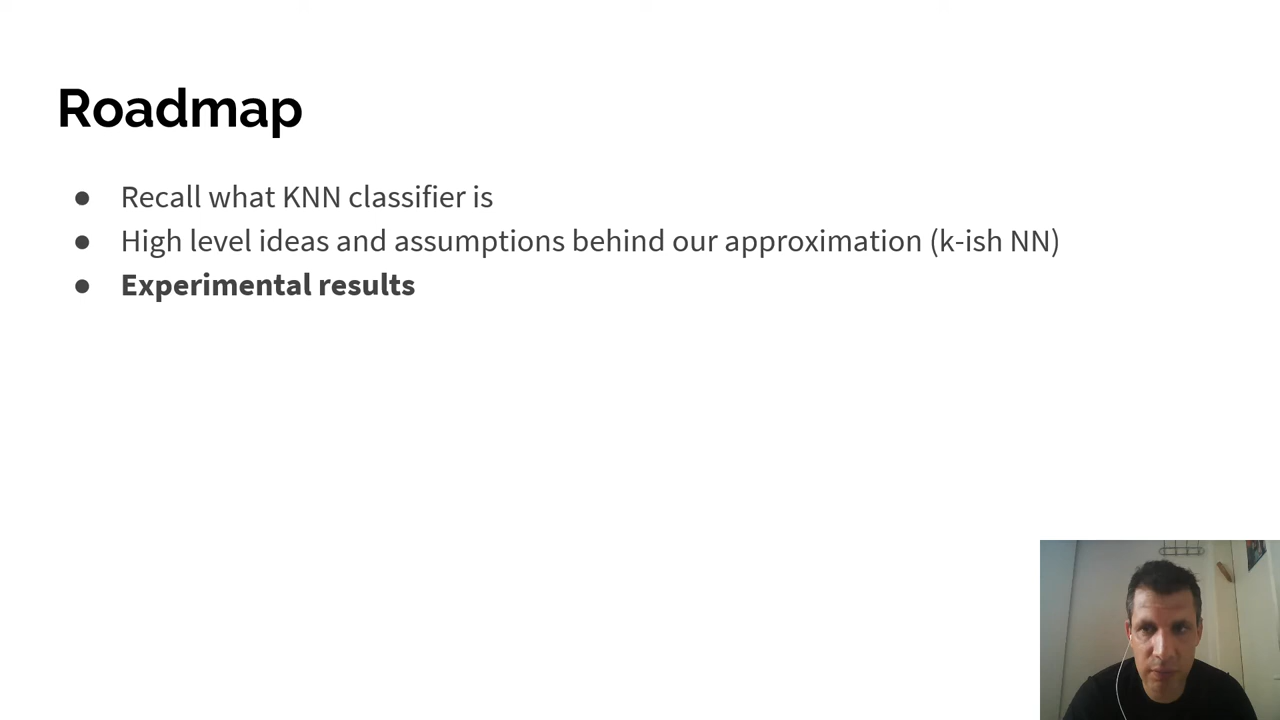 Roadmap
● Recall what KNN classifier is
● High level ideas and assumptions behind our approximation (k-ish NN)
● Experimental results